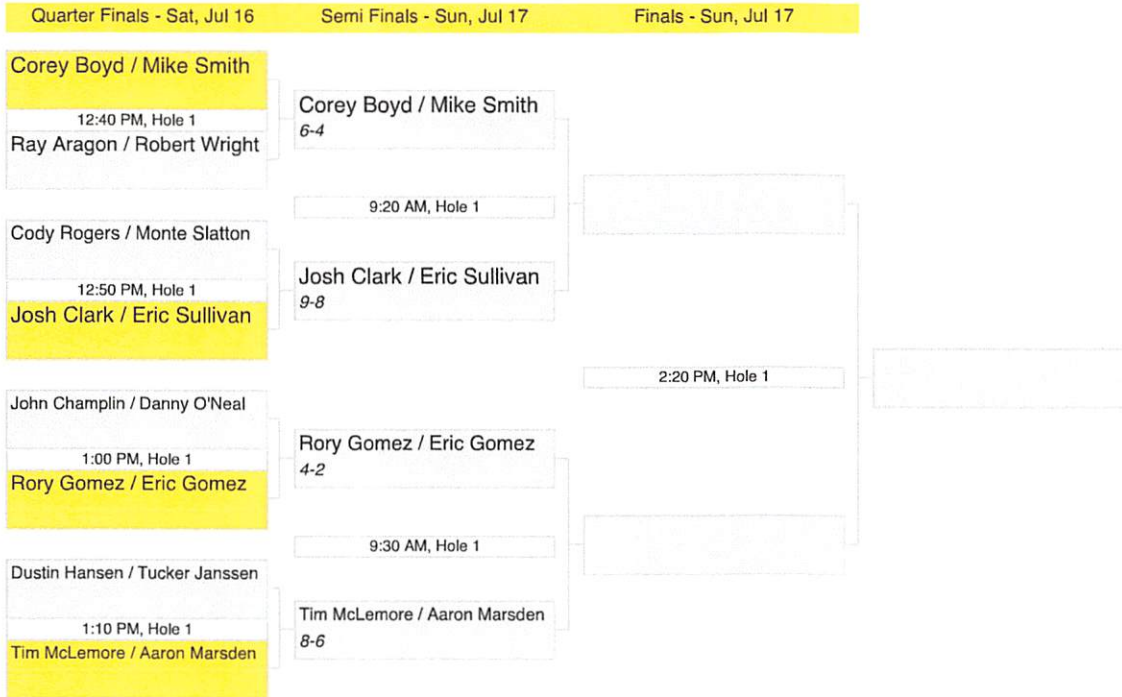 Quarter Finals - Sat, Jul 16
Semi Finals - Sun, Jul 17
Finals - Sun, Jul 17
Corey Boyd / Mike Smith
12:40 PM, Hole 1
Ray Aragon / Robert Wright
Cody Rogers / Monte Slatton
12:50 PM, Hole 1
Josh Clark / Eric Sullivan
John Champlin / Danny O'Neal
1:00 PM, Hole 1
Rory Gomez / Eric Gomez
Dustin Hansen / Tucker Janssen
1:10 PM, Hole 1
Tim McLemore / Aaron Marsden
Corey Boyd / Mike Smith
6-4
9:20 AM, Hole 1
Josh Clark / Eric Sullivan
9-8
Rory Gomez / Eric Gomez
4-2
9:30 AM, Hole 1
Tim McLemore / Aaron Marsden
8-6
2:20 PM, Hole 1